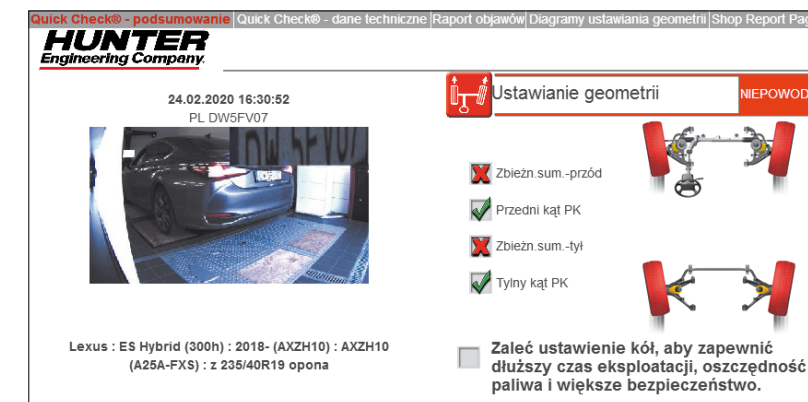 Quick Check® - podsumowanie Quick Check® - dane techniczne Raport objawów Diagramy ustawiania geometrii Shop Report Pag
HUNTER
Engineering Company.
24.02.2020 16:30:52
PL DW5FV07
DW 5FV07
Ustawianie geometrii
NIEPOWOD
Zbieżn.sum.-przód
Przedni kąt PK
Zbieżn.sum.-tył
Tylny kąt PK
Lexus : ES Hybrid (300h) : 2018- (AXZH10) : AXZH10
(A25A-FXS) : z 235/40R19 opona
Zaleć ustawienie kół, aby zapewnić
dłuższy czas eksploatacji, oszczędność
paliwa i większe bezpieczeństwo.